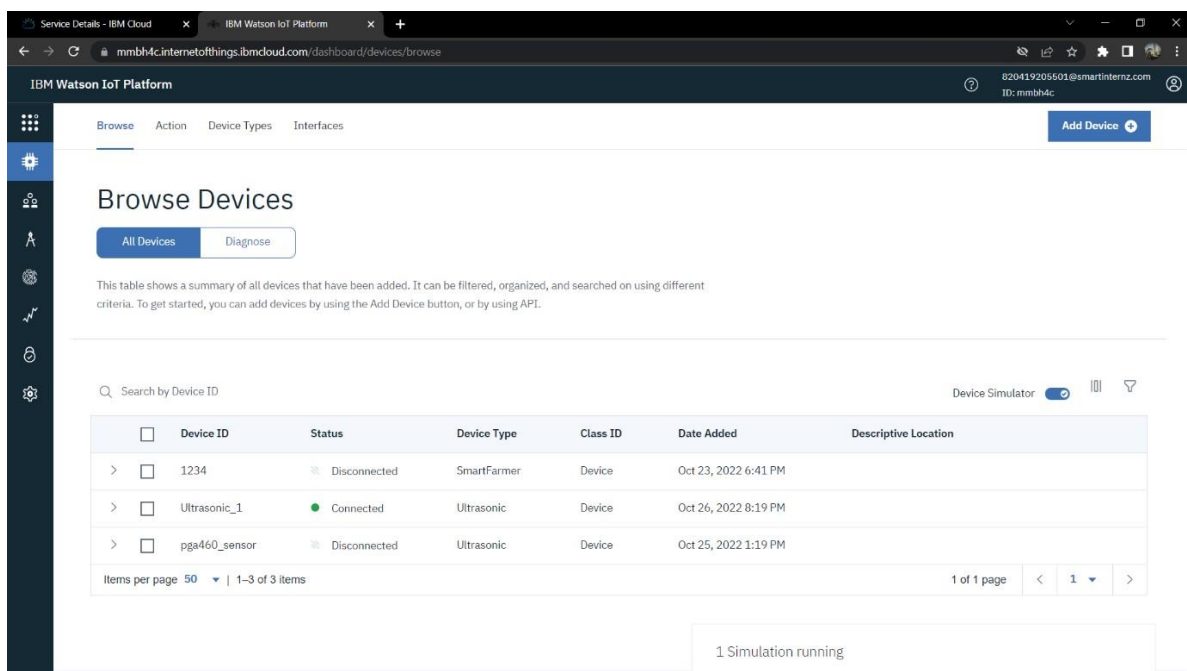 Service Details - IBM Cloud
IBM Watson IoT Platform
mmbh4c.internetofthings.ibmcloud.com/dashboard/devices/browse
IBM Watson IoT Platform
820419205501@smartinternz.com
ID: mmbh4c
Browse Action Device Types Interfaces
Add Device
Browse Devices
All Devices Diagnose
This table shows a summary of all devices that have been added. It can be filtered, organized, and searched on using different
criteria. To get started, you can add devices by using the Add Device button, or by using API.
Search by Device ID
Device Simulator
Device ID Status Device Type Class ID Date Added Descriptive Location
1234 Disconnected SmartFarmer Device Oct 23, 2022 6:41 PM
Ultrasonic_1 Connected Ultrasonic Device Oct 26, 2022 8:19 PM
pga460_sensor Disconnected Ultrasonic Device Oct 25, 2022 1:19 PM
Items per page 50 | 1–3 of 3 items
1 of 1 page 1
1 Simulation running